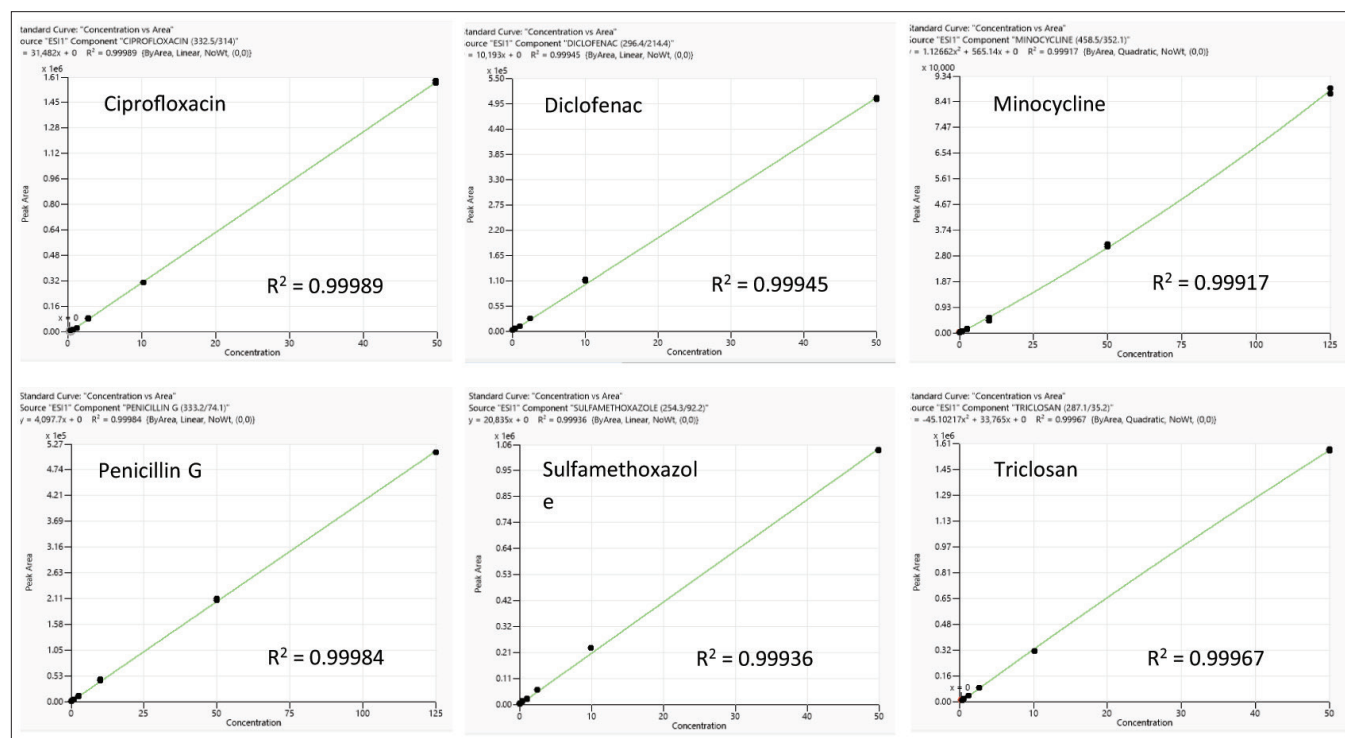 tandard Curve: "Concentration vs Area"
ource "ESI1" Component "CIPROFLOXACIN (332.5/314)"
= 31,482x + 0 R² = 0.99989 {ByArea, Linear, NoWt, (0,0)}
x 1e6
1.61
1.45
1.28
1.12
0.96
0.80
0.64
0.48
0.32
0.16
0.00
Peak Area
Ciprofloxacin
R² = 0.99989
x = 0
0 10 20 30 40 50
Concentration
Standard Curve: "Concentration vs Area"
ource "ESI1" Component "DICLOFENAC (296.4/214.4)"
= 10,193x + 0 R² = 0.99945 {ByArea, Linear, NoWt, (0,0)}
x 1e5
5.50
4.95
4.40
3.85
3.30
2.75
2.20
1.65
1.10
0.55
0.00
Peak Area
Diclofenac
R² = 0.99945
0 10 20 30 40 50
Concentration
tandard Curve: "Concentration vs Area"
ource "ESI1" Component "MINOCYCLINE (458.5/352.1)"
= 1.12662x² + 565.14x + 0 R² = 0.99917 {ByArea, Quadratic, NoWt, (0,0)}
x 10,000
9.34
8.41
7.47
6.54
5.61
4.67
3.74
2.80
1.87
0.93
0.00
Peak Area
Minocycline
R² = 0.99917
0 25 50 75 100 125
Concentration
Standard Curve: "Concentration vs Area"
Source "ESI1" Component "PENICILLIN G (333.2/74.1)"
y = 4,097.7x + 0 R² = 0.99984 {ByArea, Linear, NoWt, (0,0)}
x 1e5
5.27
4.74
4.21
3.69
3.16
2.63
2.11
1.58
1.05
0.53
0.00
Peak Area
Penicillin G
R² = 0.99984
0 25 50 75 100 125
Concentration
Standard Curve: "Concentration vs Area"
Source "ESI1" Component "SULFAMETHOXAZOLE (254.3/92.2)"
y = 20,835x + 0 R² = 0.99936 {ByArea, Linear, NoWt, (0,0)}
x 1e6
1.06
0.95
0.85
0.74
0.64
0.53
0.42
0.32
0.21
0.11
0.00
Peak Area
Sulfamethoxazol
e
R² = 0.99936
0 10 20 30 40 50
Concentration
tandard Curve: "Concentration vs Area"
ource "ESI1" Component "TRICLOSAN (287.1/35.2)"
= -45.10217x² + 33,765x + 0 R² = 0.99967 {ByArea, Quadratic, NoWt, (0,0)}
x 1e6
1.61
1.45
1.29
1.13
0.97
0.81
0.64
0.48
0.32
0.16
0.00
Peak Area
Triclosan
R² = 0.99967
x = 0
0 10 20 30 40 50
Concentration